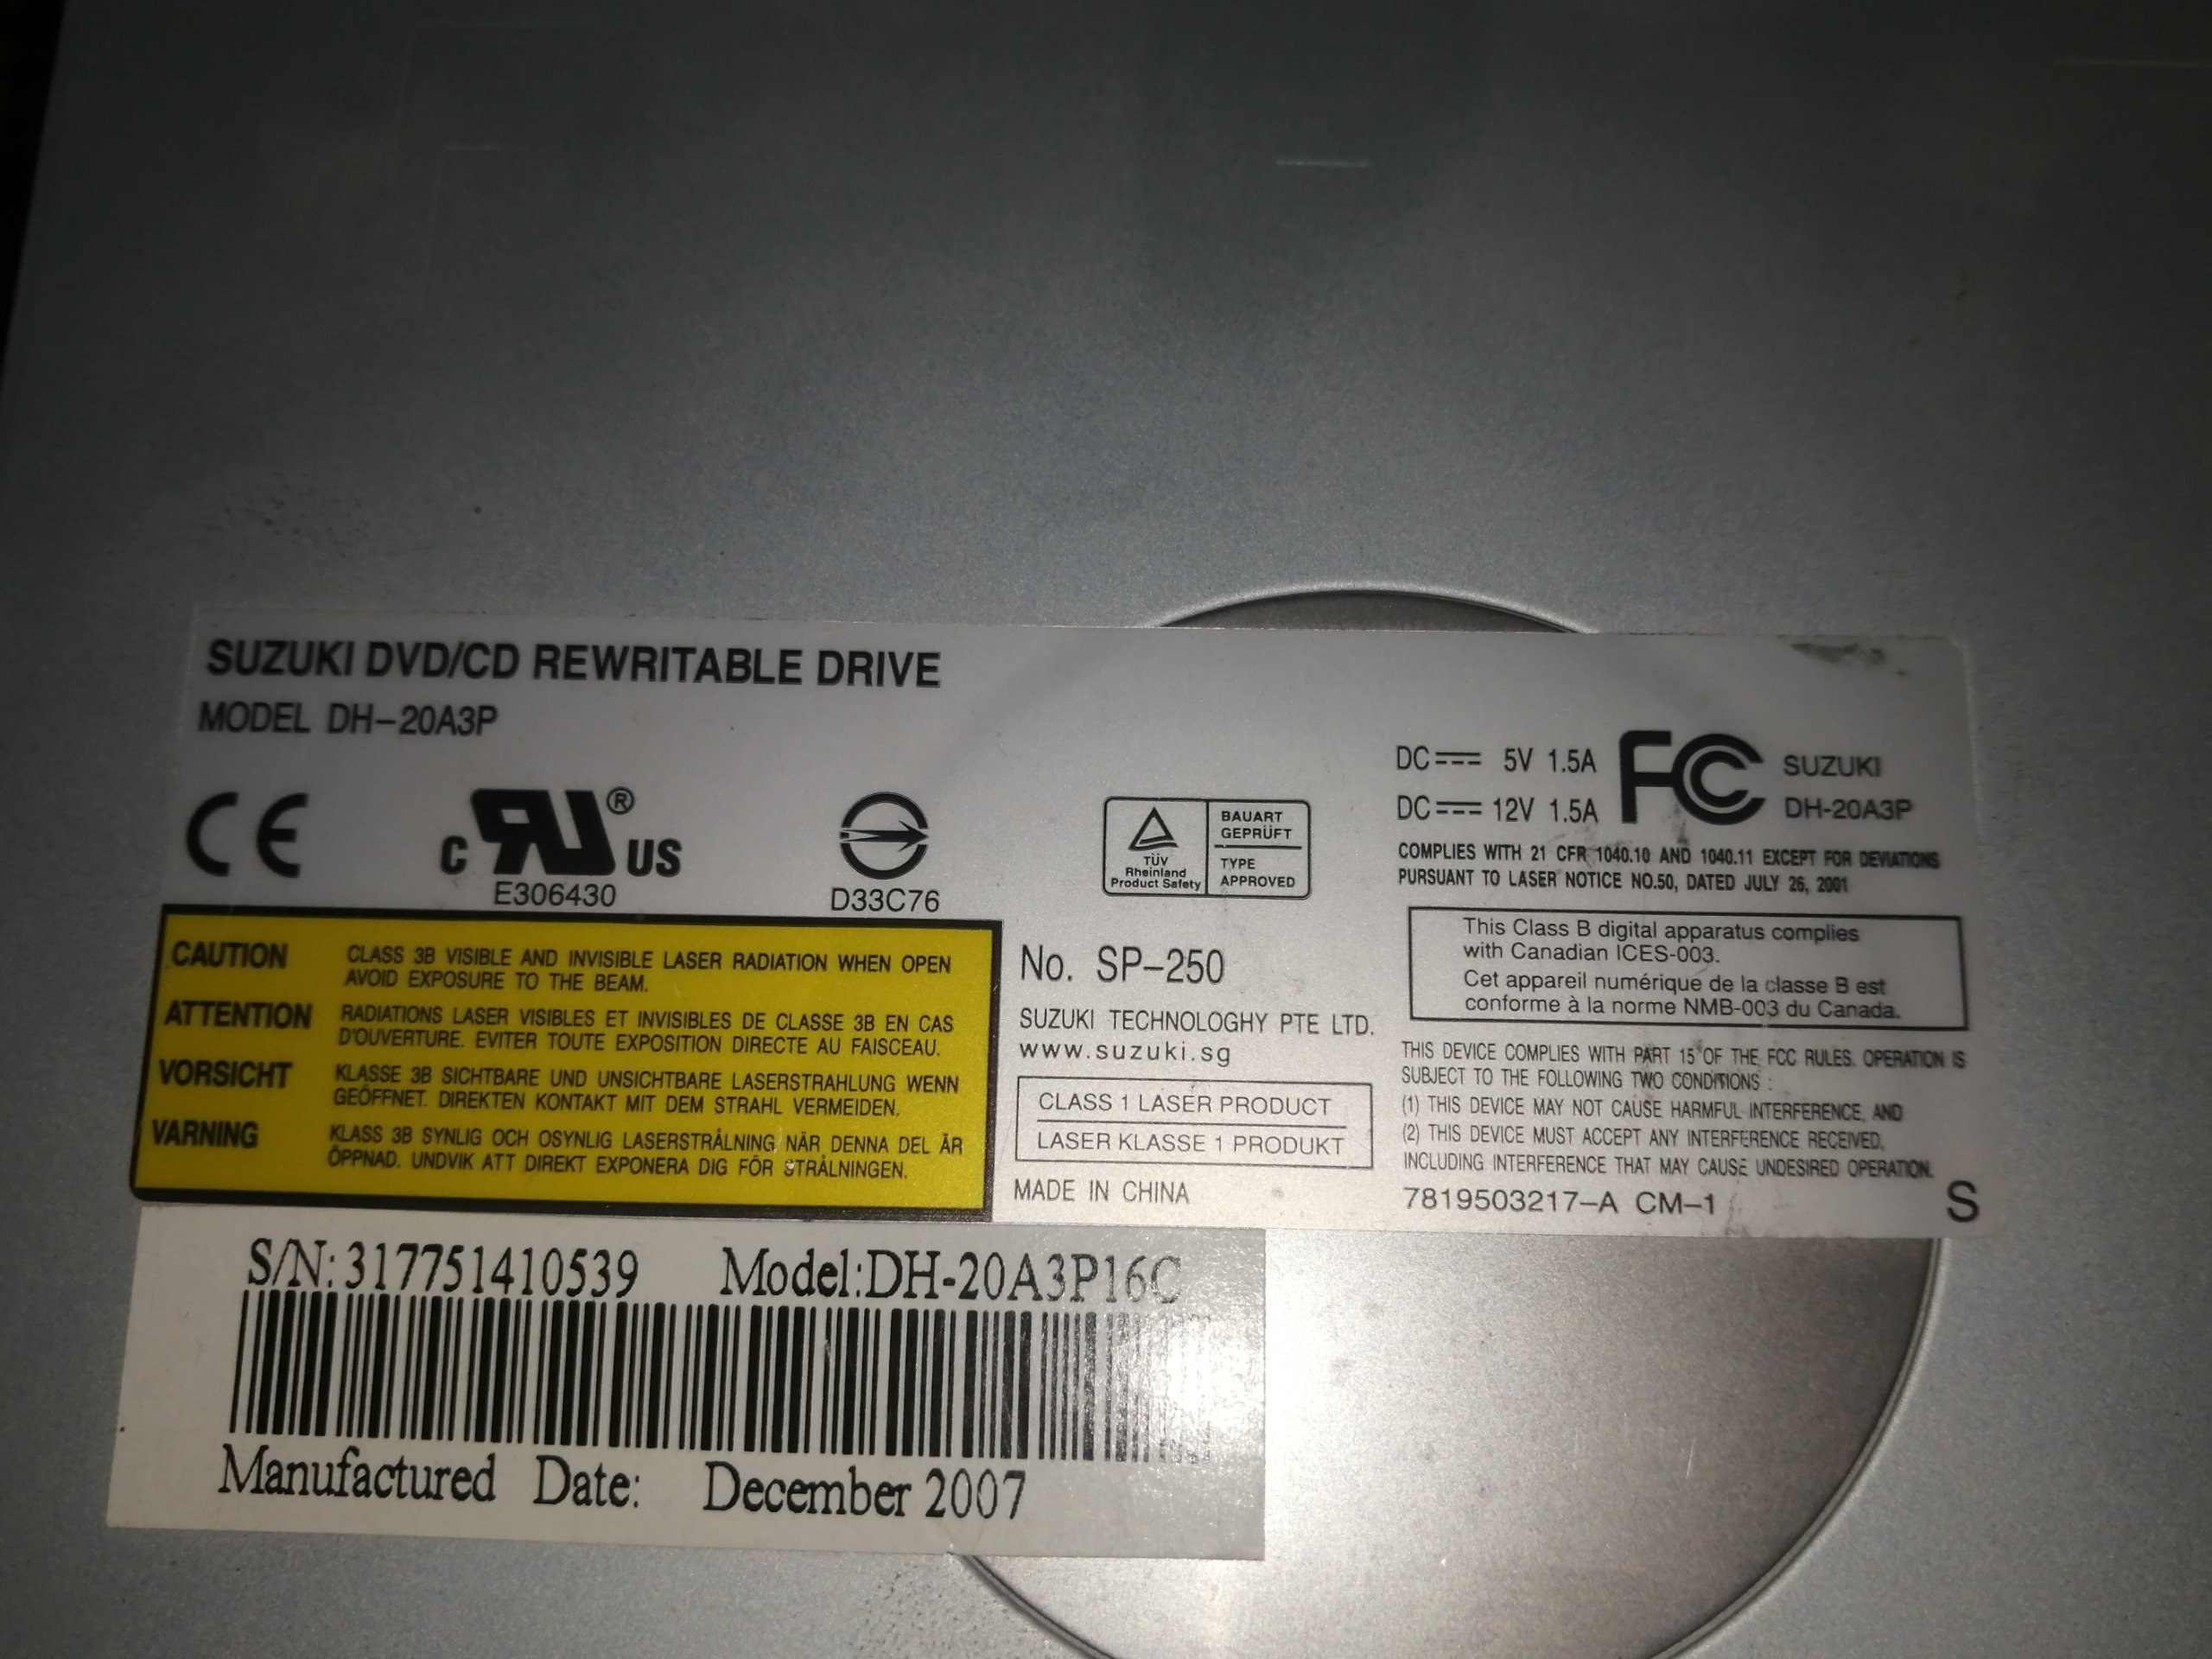 SUZUKI DVD/CD REWRITABLE DRIVE
MODEL DH-20A3P
CE
C RU ® US
E306430
D33C76
TÜV
Rheinland
Product Safety
BAUART
GEPRÜFT
TYPE
APPROVED
DC 5V 1.5A
DC 12V 1.5A
FC
SUZUKI
DH-20A3P
COMPLIES WITH 21 CFR 1040.10 AND 1040.11 EXCEPT FOR DEVIATIONS
PURSUANT TO LASER NOTICE NO.50, DATED JULY 26, 2001
CAUTION CLASS 3B VISIBLE AND INVISIBLE LASER RADIATION WHEN OPEN
AVOID EXPOSURE TO THE BEAM.
ATTENTION RADIATIONS LASER VISIBLES ET INVISIBLES DE CLASSE 3B EN CAS
D'OUVERTURE. EVITER TOUTE EXPOSITION DIRECTE AU FAISCEAU.
VORSICHT KLASSE 3B SICHTBARE UND UNSICHTBARE LASERSTRAHLUNG WENN
GEÖFFNET. DIREKTEN KONTAKT MIT DEM STRAHL VERMEIDEN.
VARNING KLASS 3B SYNLIG OCH OSYNLIG LASERSTRÅLNING NÄR DENNA DEL ÄR
ÖPPNAD. UNDVIK ATT DIREKT EXPONERA DIG FÖR STRÅLNINGEN.
No. SP-250
SUZUKI TECHNOLOGHY PTE LTD.
www.suzuki.sg
CLASS 1 LASER PRODUCT
LASER KLASSE 1 PRODUKT
MADE IN CHINA
This Class B digital apparatus complies
with Canadian ICES-003.
Cet appareil numérique de la classe B est
conforme à la norme NMB-003 du Canada.
THIS DEVICE COMPLIES WITH PART 15 OF THE FCC RULES. OPERATION IS
SUBJECT TO THE FOLLOWING TWO CONDITIONS :
(1) THIS DEVICE MAY NOT CAUSE HARMFUL INTERFERENCE, AND
(2) THIS DEVICE MUST ACCEPT ANY INTERFERENCE RECEIVED,
INCLUDING INTERFERENCE THAT MAY CAUSE UNDESIRED OPERATION.
7819503217-A CM-1
S
S/N:317751410539 Model:DH-20A3P16C
Manufactured Date: December 2007